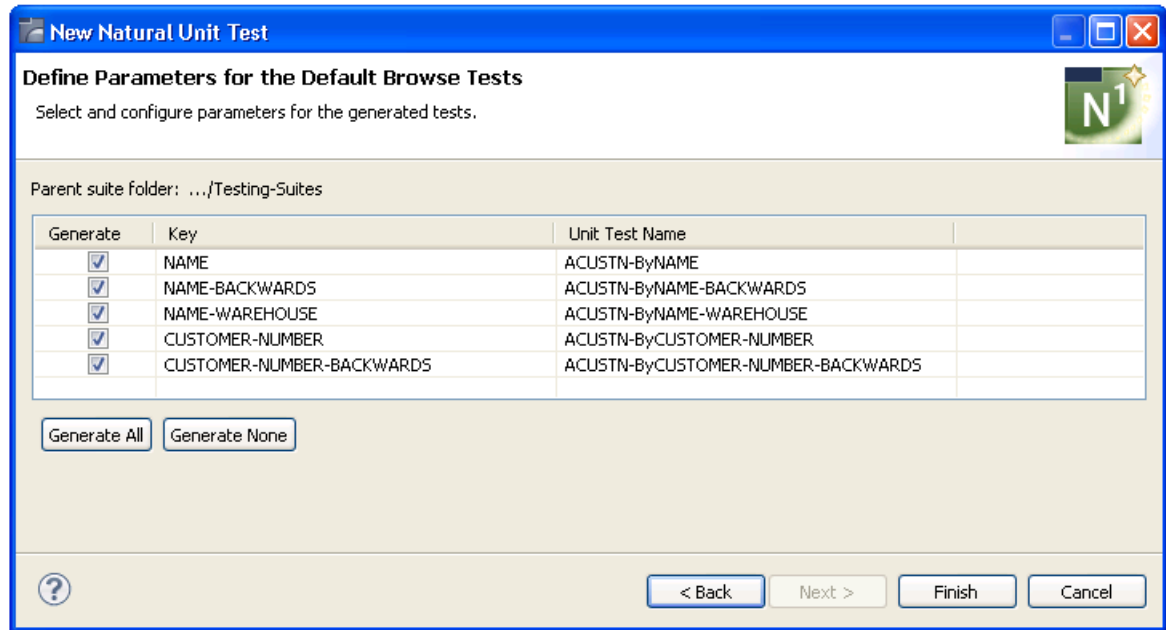 New Natural Unit Test
Define Parameters for the Default Browse Tests
Select and configure parameters for the generated tests.
N1
Parent suite folder: .../Testing-Suites
Generate Key Unit Test Name
NAME ACUSTN-ByNAME
NAME-BACKWARDS ACUSTN-ByNAME-BACKWARDS
NAME-WAREHOUSE ACUSTN-ByNAME-WAREHOUSE
CUSTOMER-NUMBER ACUSTN-ByCUSTOMER-NUMBER
CUSTOMER-NUMBER-BACKWARDS ACUSTN-ByCUSTOMER-NUMBER-BACKWARDS
Generate All Generate None
? < Back Next > Finish Cancel